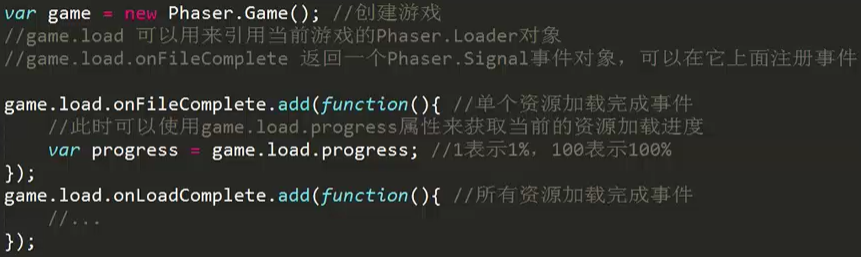 var game = new Phaser.Game(); //创建游戏
//game.load 可以用来引用当前游戏的Phaser.Loader对象
//game.load.onFileComplete 返回一个Phaser.Signal事件对象，可以在它上面注册事件
game.load.onFileComplete.add(function(){ //单个资源加载完成事件
//此时可以使用game.load.progress属性来获取当前的资源加载进度
var progress = game.load.progress; //1表示1%，100表示100%
});
game.load.onLoadComplete.add(function(){ //所有资源加载完成事件
//...
});